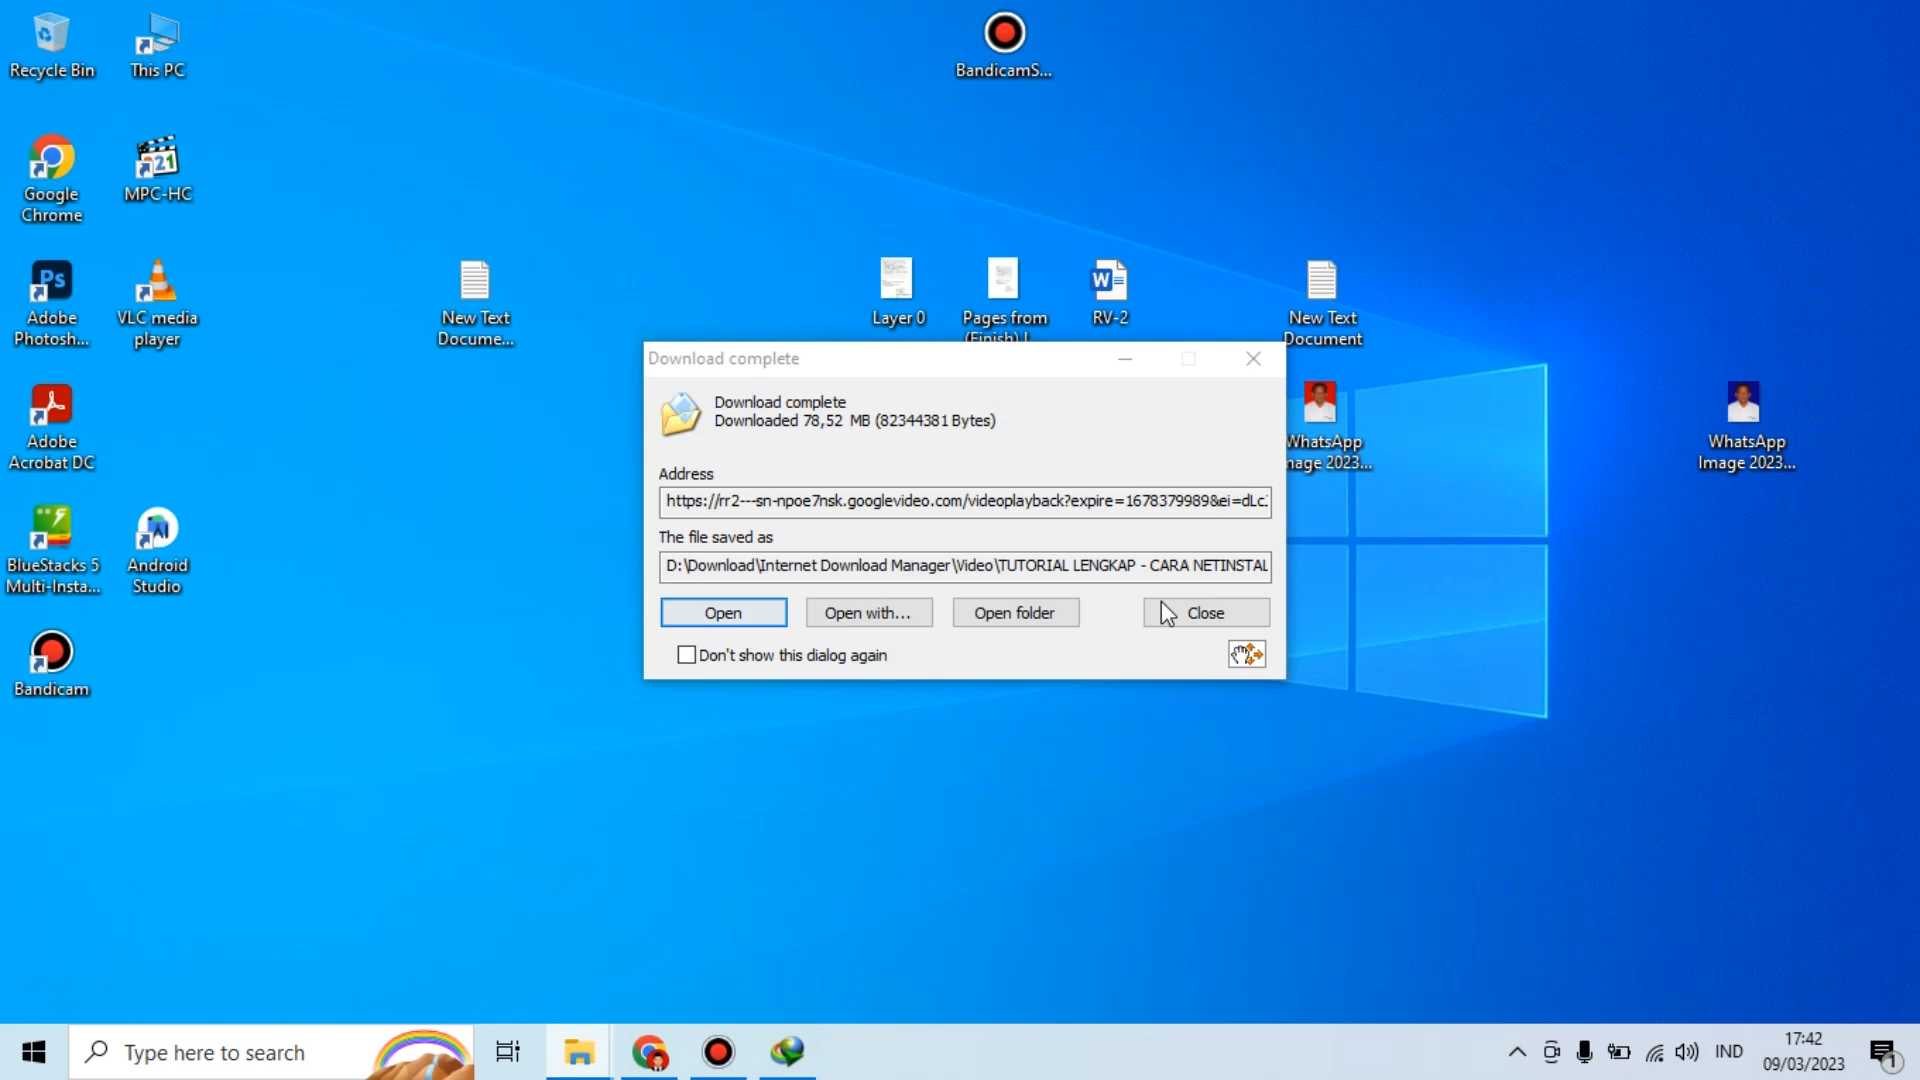 Recycle Bin
This PC
BandicamS...
Google
Chrome
MPC-HC
21
Ps
Adobe
Photosh...
VLC media
player
New Text
Docume...
Layer 0
Pages from
(Finish) I...
W
RV-2
New Text
Document
Adobe
Acrobat DC
WhatsApp
mage 2023...
WhatsApp
Image 2023...
BlueStacks 5
Multi-Insta...
Android
Studio
Bandicam
Download complete
Download complete
Downloaded 78,52 MB (82344381 Bytes)
Address
https://rr2---sn-npoe7nsk.googlevideo.com/videoplayback?expire=1678379989&ei=dLc
The file saved as
D:\Download\Internet Download Manager\Video\TUTORIAL LENGKAP - CARA NETINSTAL
Open
Open with...
Open folder
Close
Don't show this dialog again
Type here to search
IND
17:42
09/03/2023
1